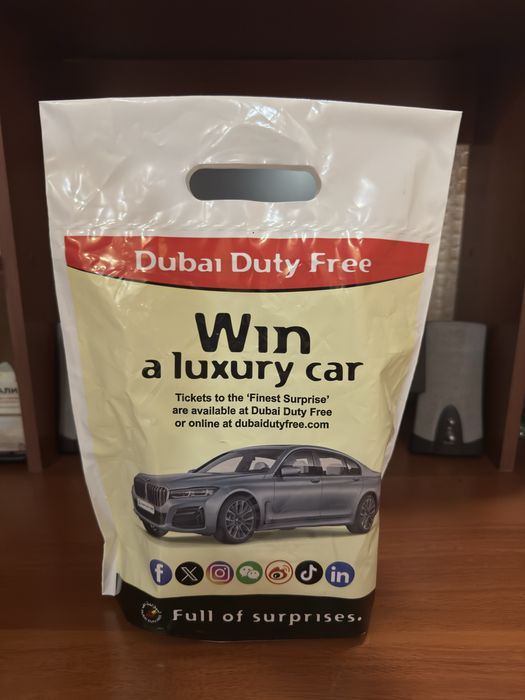 Dubai Duty Free
Win
a luxury car
Tickets to the 'Finest Surprise'
are available at Dubai Duty Free
or online at dubaidutyfree.com
f X in
Full of surprises.